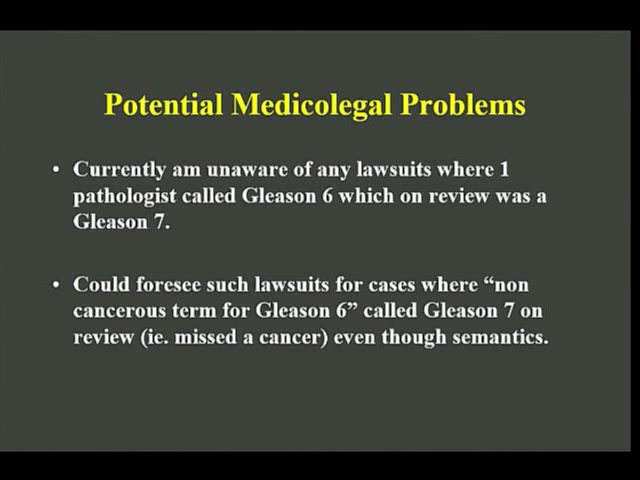 Potential Medicolegal Problems
• Currently am unaware of any lawsuits where 1
pathologist called Gleason 6 which on review was a
Gleason 7.
• Could foresee such lawsuits for cases where “non
cancerous term for Gleason 6” called Gleason 7 on
review (ie. missed a cancer) even though semantics.